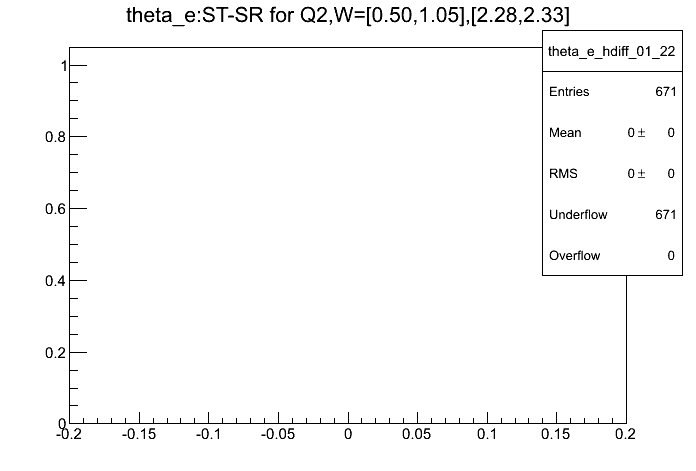 theta_e:ST-SR for Q2,W=[0.50,1.05],[2.28,2.33]
theta_e_hdiff_01_22
Entries 671
Mean 0 ± 0
RMS 0 ± 0
Underflow 671
Overflow 0
1
0.8
0.6
0.4
0.2
0
-0.2 -0.15 -0.1 -0.05 0 0.05 0.1 0.15 0.2